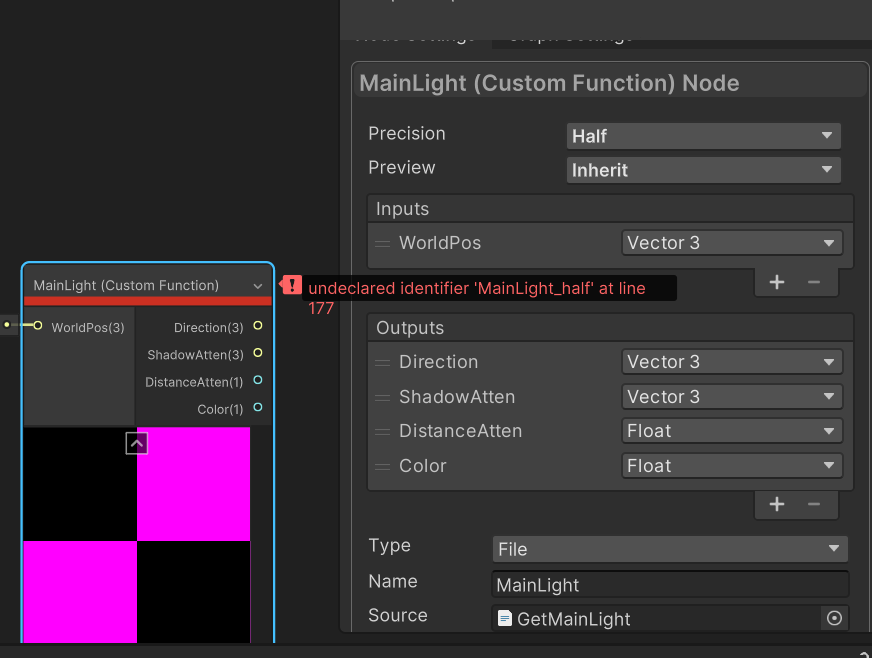 MainLight (Custom Function) Node
Precision
Half
Preview
Inherit
Inputs
WorldPos
Vector 3
MainLight (Custom Function)
undeclared identifier 'MainLight_half' at line
177
WorldPos(3)
Direction(3)
ShadowAtten(3)
DistanceAtten(1)
Color(1)
Outputs
Direction
Vector 3
ShadowAtten
Vector 3
DistanceAtten
Float
Color
Float
Type
File
Name
MainLight
Source
GetMainLight